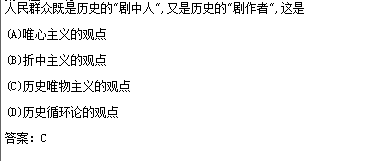 人民群众既是历史的“剧中人”,又是历史的“剧作者“,这是
(A)唯心主义的观点
(B)折中主义的观点
(C)历史唯物主义的观点
(D)历史循环论的观点
答案：C